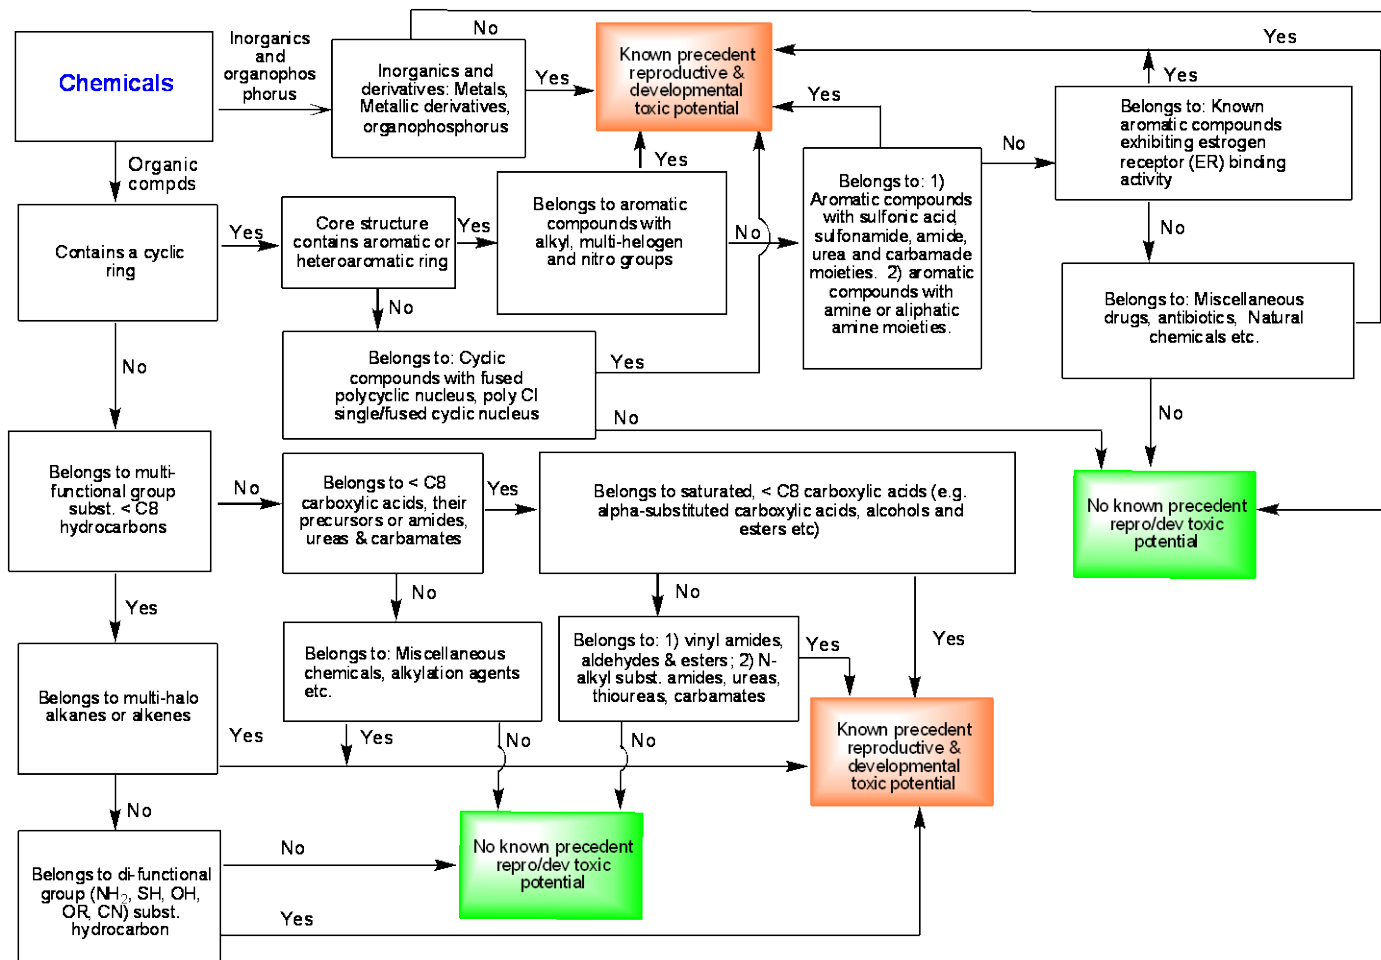 Chemicals
Inorganics
and
organophos
phorus
No
Inorganics and
derivatives: Metals,
Metallic derivatives,
organophosphorus
Yes
Known precedent
reproductive &
developmental
toxic potential
Yes
Yes
Yes
Belongs to: Known
aromatic compounds
exhibiting estrogen
receptor (ER) binding
activity
Organic
compds
Contains a cyclic
ring
Yes
Core structure
contains aromatic or
heteroaromatic ring
Yes
Yes
Belongs to aromatic
compounds with
alkyl, multi-helogen
and nitro groups
No
Belongs to: 1)
Aromatic compounds
with sulfonic acid,
sulfonamide, amide,
urea and carbamade
moieties. 2) aromatic
compounds with
amine or aliphatic
amine moieties.
No
No
Belongs to: Miscellaneous
drugs, antibiotics, Natural
chemicals etc.
No
No
Belongs to: Cyclic
compounds with fused
polycyclic nucleus, poly Cl
single/fused cyclic nucleus
Yes
No
No
Belongs to multi-
functional group
subst. < C8
hydrocarbons
No
Belongs to < C8
carboxylic acids, their
precursors or amides,
ureas & carbamates
Yes
Belongs to saturated, < C8 carboxylic acids (e.g.
alpha-substituted carboxylic acids, alcohols and
esters etc)
No known precedent
repro/dev toxic
potential
Yes
No
No
Yes
Belongs to multi-halo
alkanes or alkenes
Belongs to: Miscellaneous
chemicals, alkylation agents
etc.
Belongs to: 1) vinyl amides,
aldehydes & esters; 2) N-
alkyl subst. amides, ureas,
thioureas, carbamates
Yes
Yes
Yes
No
No
Known precedent
reproductive &
developmental
toxic potential
No
Belongs to di-functional
group (NH₂, SH, OH,
OR, CN) subst.
hydrocarbon
No
No known precedent
repro/dev toxic
potential
Yes